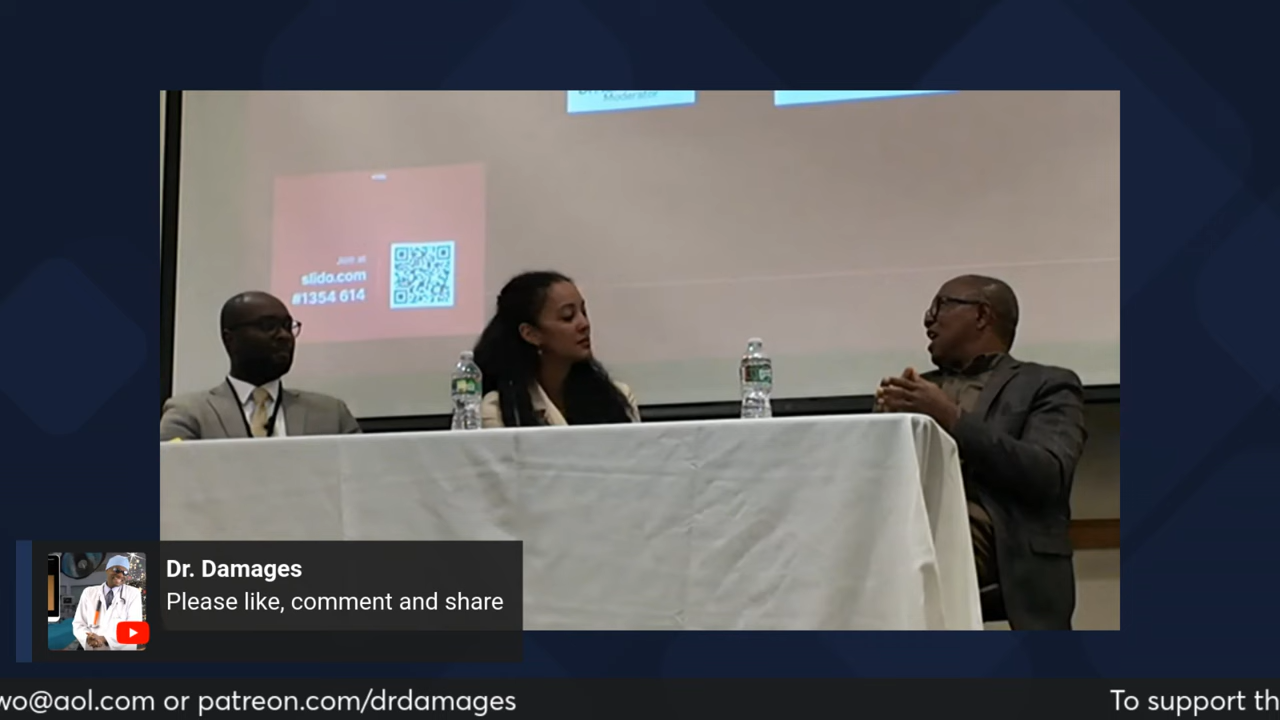 Moderator
Join at
slido.com
#1354 614
Dr. Damages
Please like, comment and share
wo@aol.com or patreon.com/drdamages
To support th